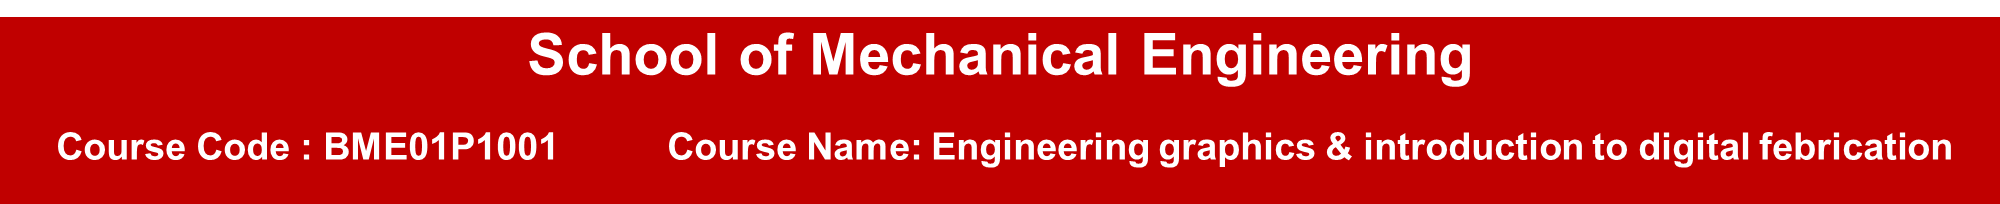 School of Mechanical Engineering
Course Code : BME01P1001 Course Name: Engineering graphics & introduction to digital febrication